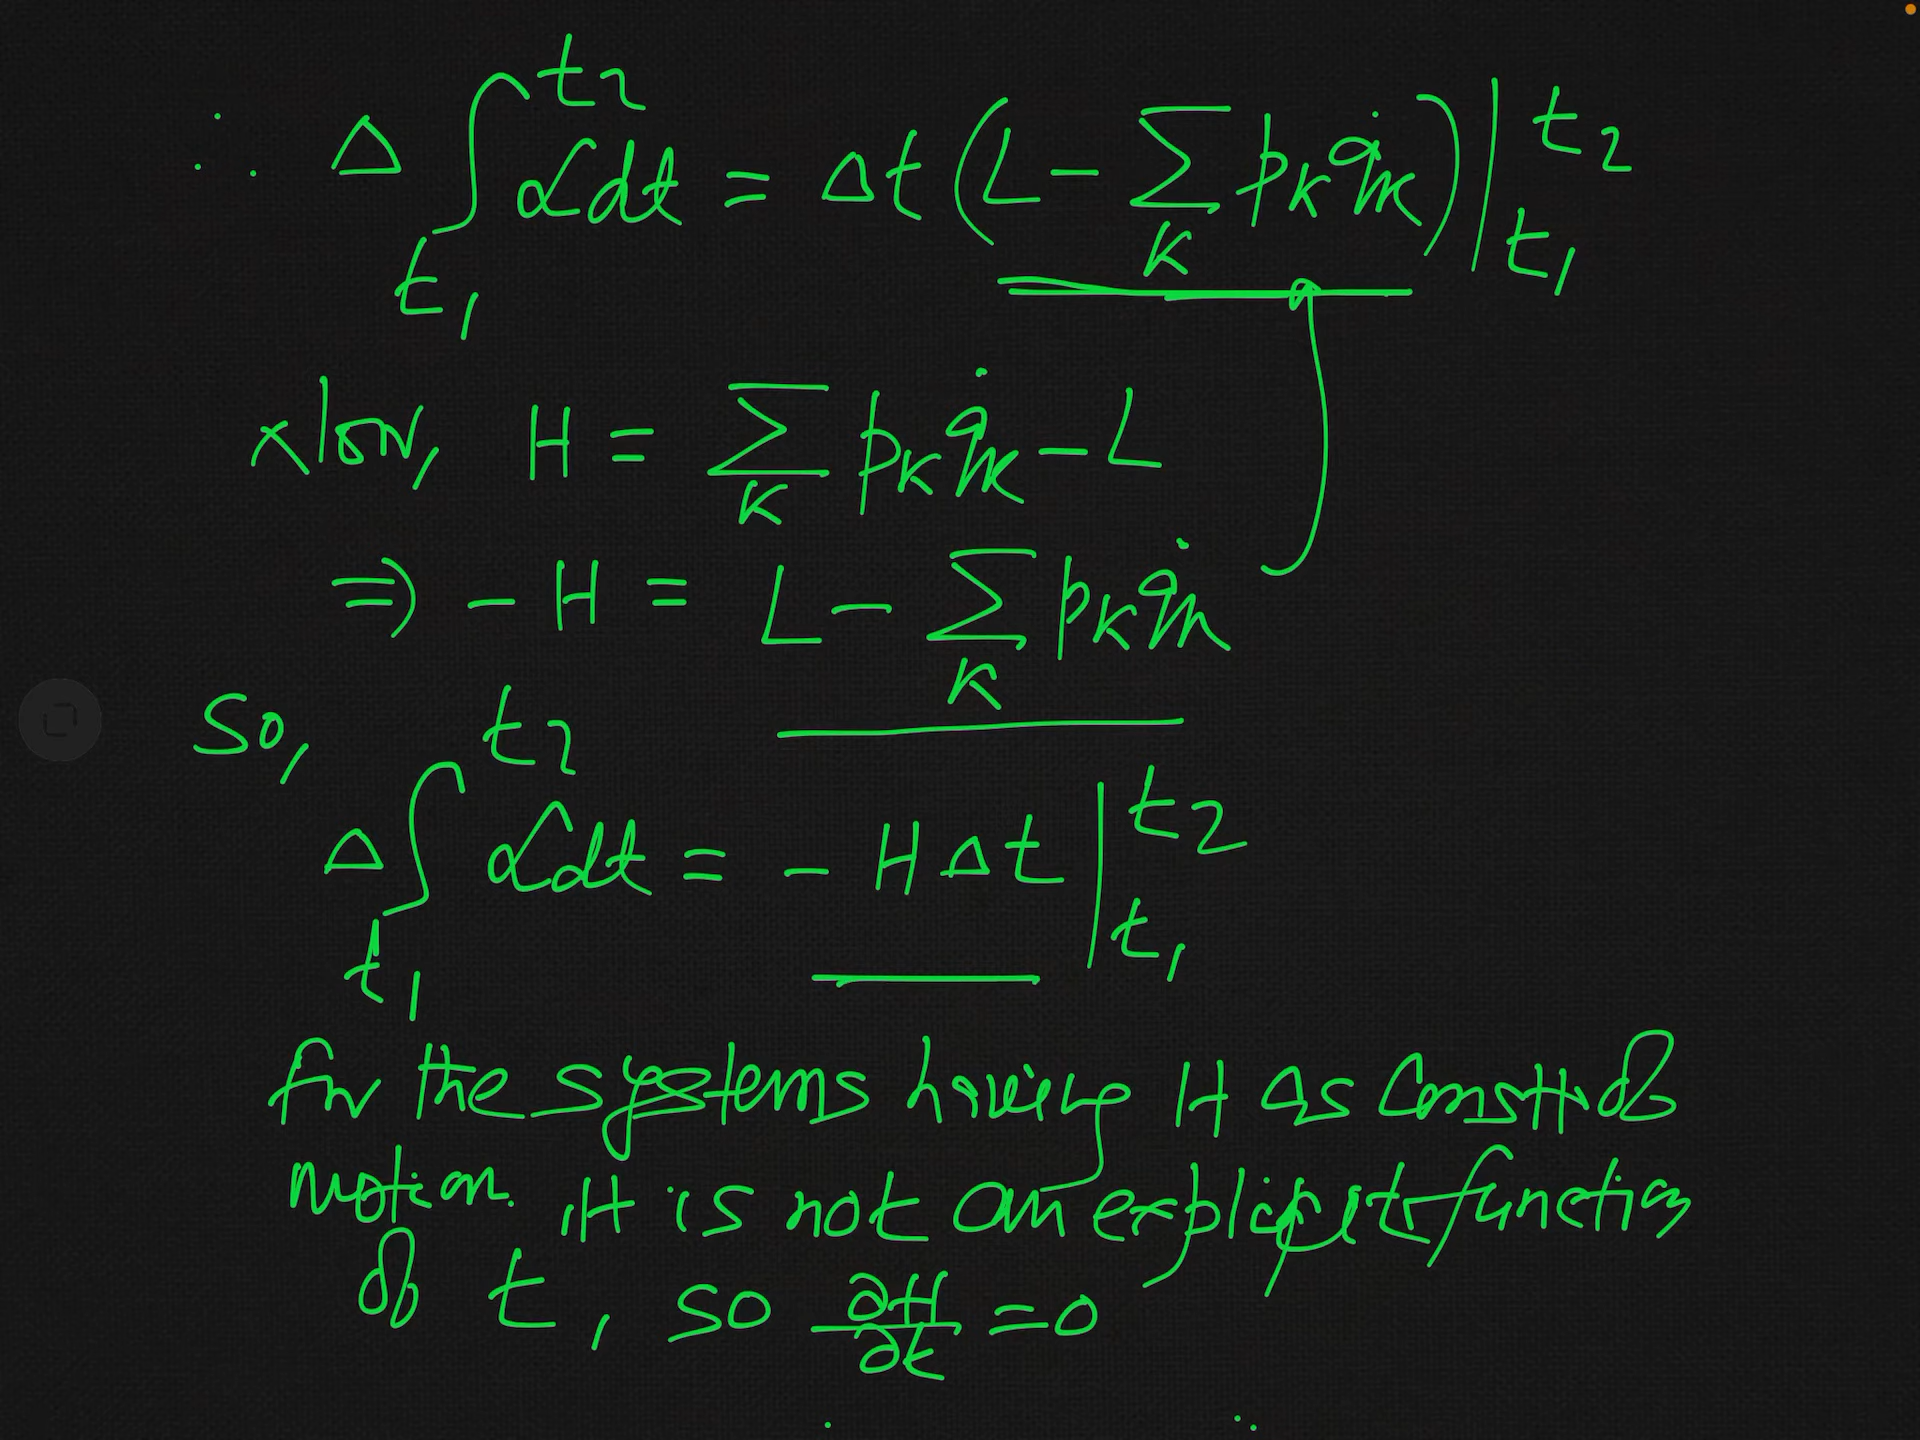 ∴ Δ ∫_{t1}^{t2} L dt = Δt (L - Σ_K p_K q̇_K) |_{t1}^{t2}
Now, H = Σ_K p_K q̇_K - L
⇒ - H = L - Σ_K p_K q̇_K
So,
Δ ∫_{t1}^{t2} L dt = - H Δt |_{t1}^{t2}
for the systems having H as constt. of
motion. H is not an explicit function
of t, so ∂H/∂t = 0